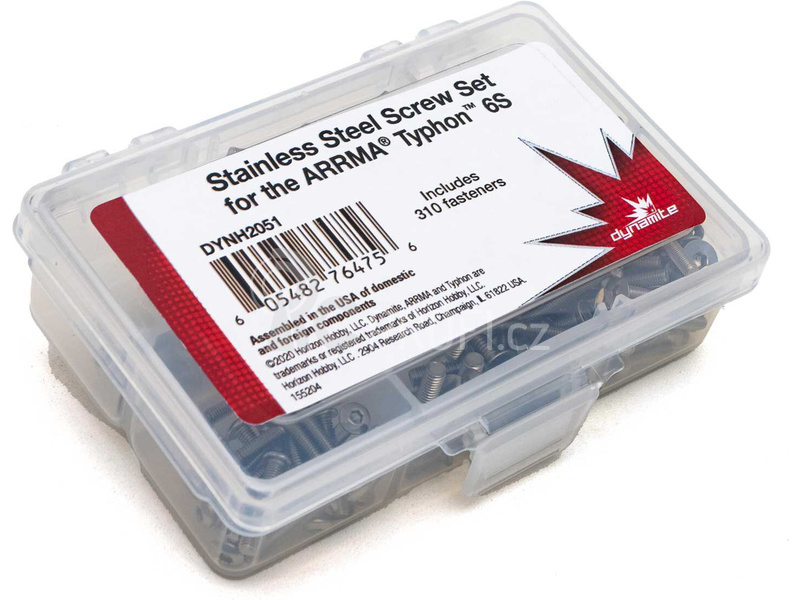 Stainless Steel Screw Set
for the ARRMA® Typhon™ 6S
Includes
310 fasteners
DYNH2051
6 05482 76475 6
dynamite
Assembled in the USA of domestic
and foreign components
©2020 Horizon Hobby, LLC. Dynamite, ARRMA and Typhon are
trademarks or registered trademarks of Horizon Hobby,
Horizon Hobby, LLC . 2904 Research Road, Champaign, IL 61822 USA.
155204